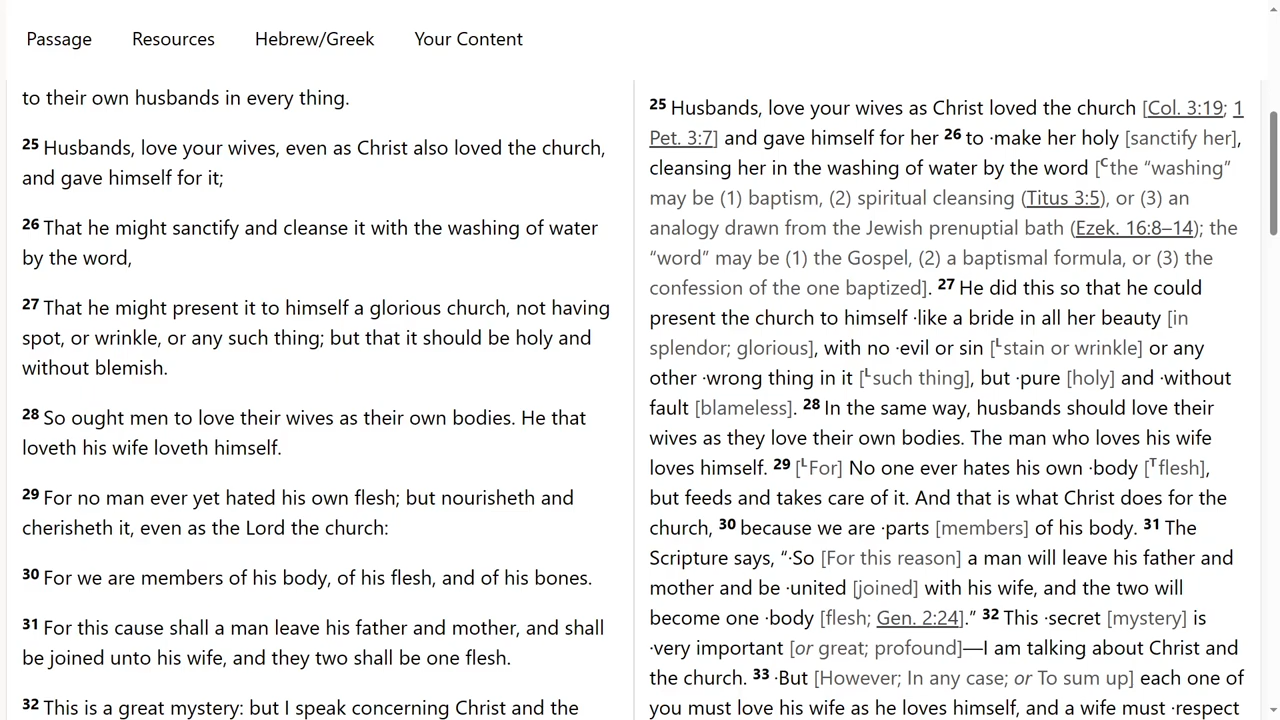 Passage Resources Hebrew/Greek Your Content
to their own husbands in every thing.
25 Husbands, love your wives, even as Christ also loved the church,
and gave himself for it;
26 That he might sanctify and cleanse it with the washing of water
by the word,
27 That he might present it to himself a glorious church, not having
spot, or wrinkle, or any such thing; but that it should be holy and
without blemish.
28 So ought men to love their wives as their own bodies. He that
loveth his wife loveth himself.
29 For no man ever yet hated his own flesh; but nourisheth and
cherisheth it, even as the Lord the church:
30 For we are members of his body, of his flesh, and of his bones.
31 For this cause shall a man leave his father and mother, and shall
be joined unto his wife, and they two shall be one flesh.
32 This is a great mystery: but I speak concerning Christ and the
25 Husbands, love your wives as Christ loved the church [Col. 3:19; 1
Pet. 3:7] and gave himself for her 26 to ·make her holy [sanctify her],
cleansing her in the washing of water by the word [Cthe “washing”
may be (1) baptism, (2) spiritual cleansing (Titus 3:5), or (3) an
analogy drawn from the Jewish prenuptial bath (Ezek. 16:8–14); the
“word” may be (1) the Gospel, (2) a baptismal formula, or (3) the
confession of the one baptized]. 27 He did this so that he could
present the church to himself ·like a bride in all her beauty [in
splendor; glorious], with no ·evil or sin [Lstain or wrinkle] or any
other ·wrong thing in it [Lsuch thing], but ·pure [holy] and ·without
fault [blameless]. 28 In the same way, husbands should love their
wives as they love their own bodies. The man who loves his wife
loves himself. 29 [LFor] No one ever hates his own ·body [Tflesh],
but feeds and takes care of it. And that is what Christ does for the
church, 30 because we are ·parts [members] of his body. 31 The
Scripture says, “·So [For this reason] a man will leave his father and
mother and be ·united [joined] with his wife, and the two will
become one ·body [flesh; Gen. 2:24].” 32 This ·secret [mystery] is
·very important [or great; profound]—I am talking about Christ and
the church. 33 ·But [However; In any case; or To sum up] each one of
you must love his wife as he loves himself, and a wife must ·respect